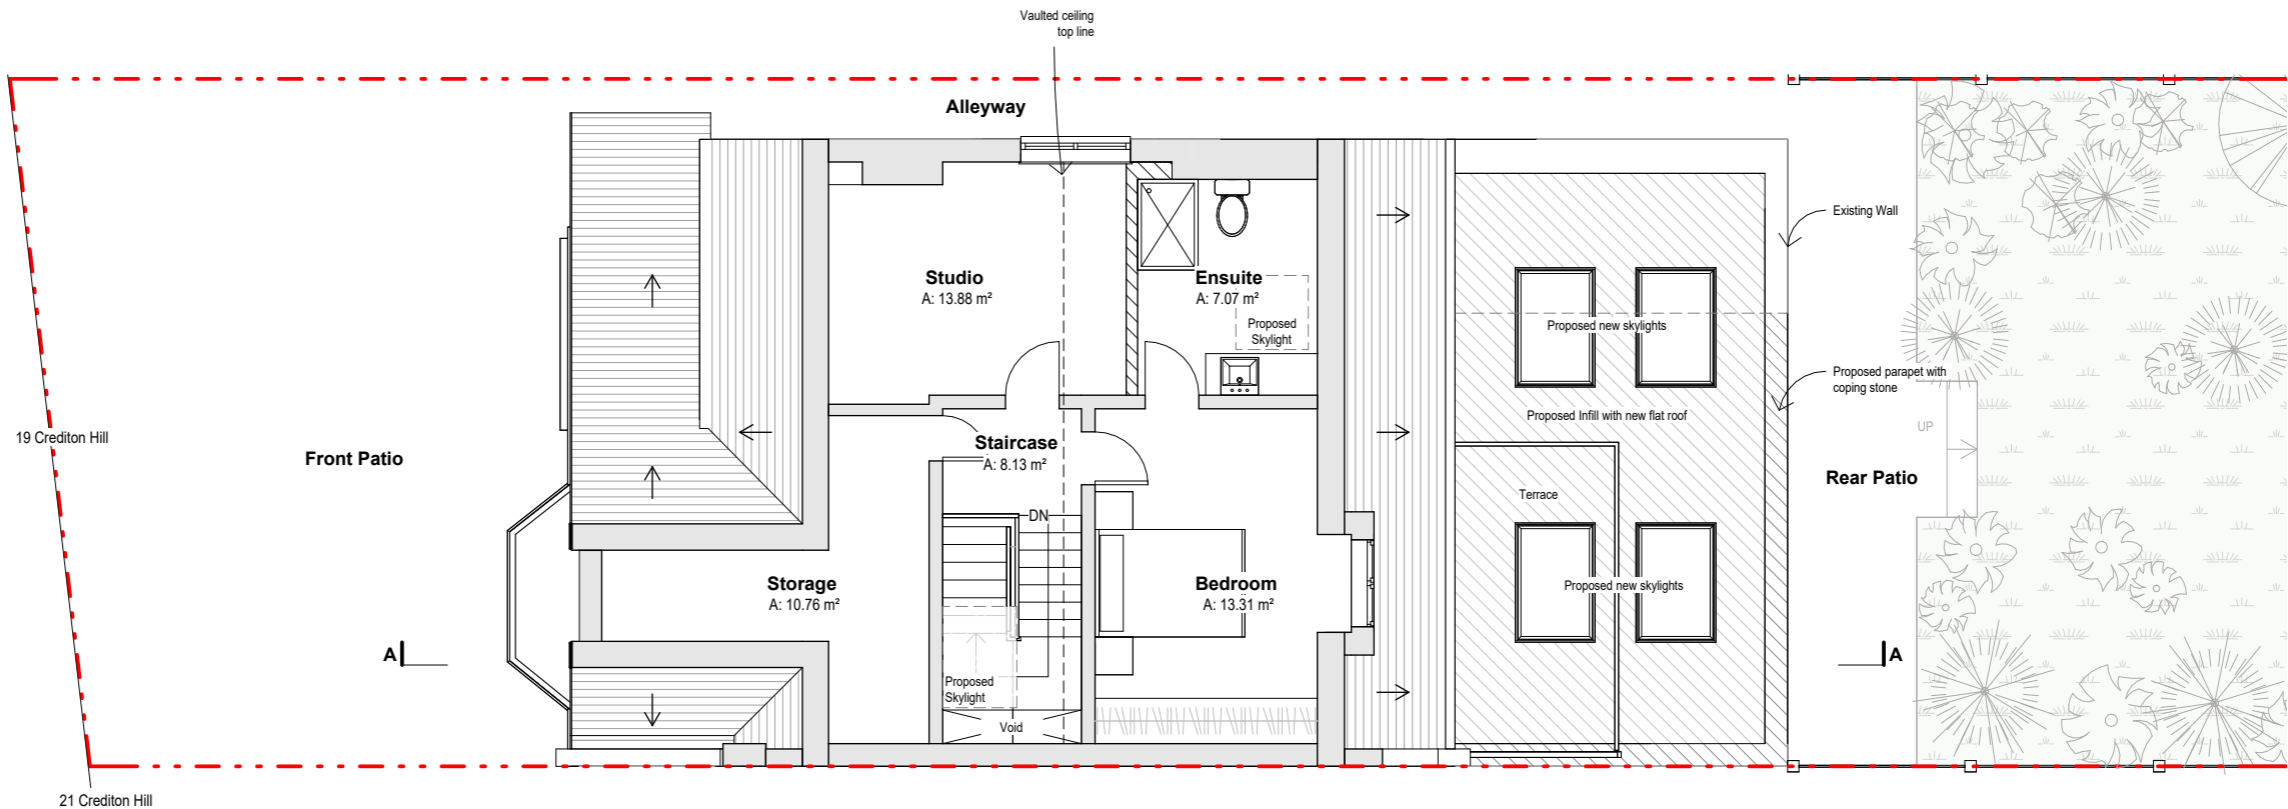 Vaulted ceiling
top line
Alleyway
Existing Wall
Studio
A: 13.88 m²
Ensuite
A: 7.07 m²
Proposed
Skylight
Proposed new skylights
Proposed parapet with
coping stone
Proposed Infill with new flat roof
UP
19 Crediton Hill
Front Patio
Staircase
A: 8.13 m²
Rear Patio
Terrace
DN
Storage
A: 10.76 m²
Bedroom
A: 13.31 m²
Proposed new skylights
A
A
Proposed
Skylight
Void
21 Crediton Hill